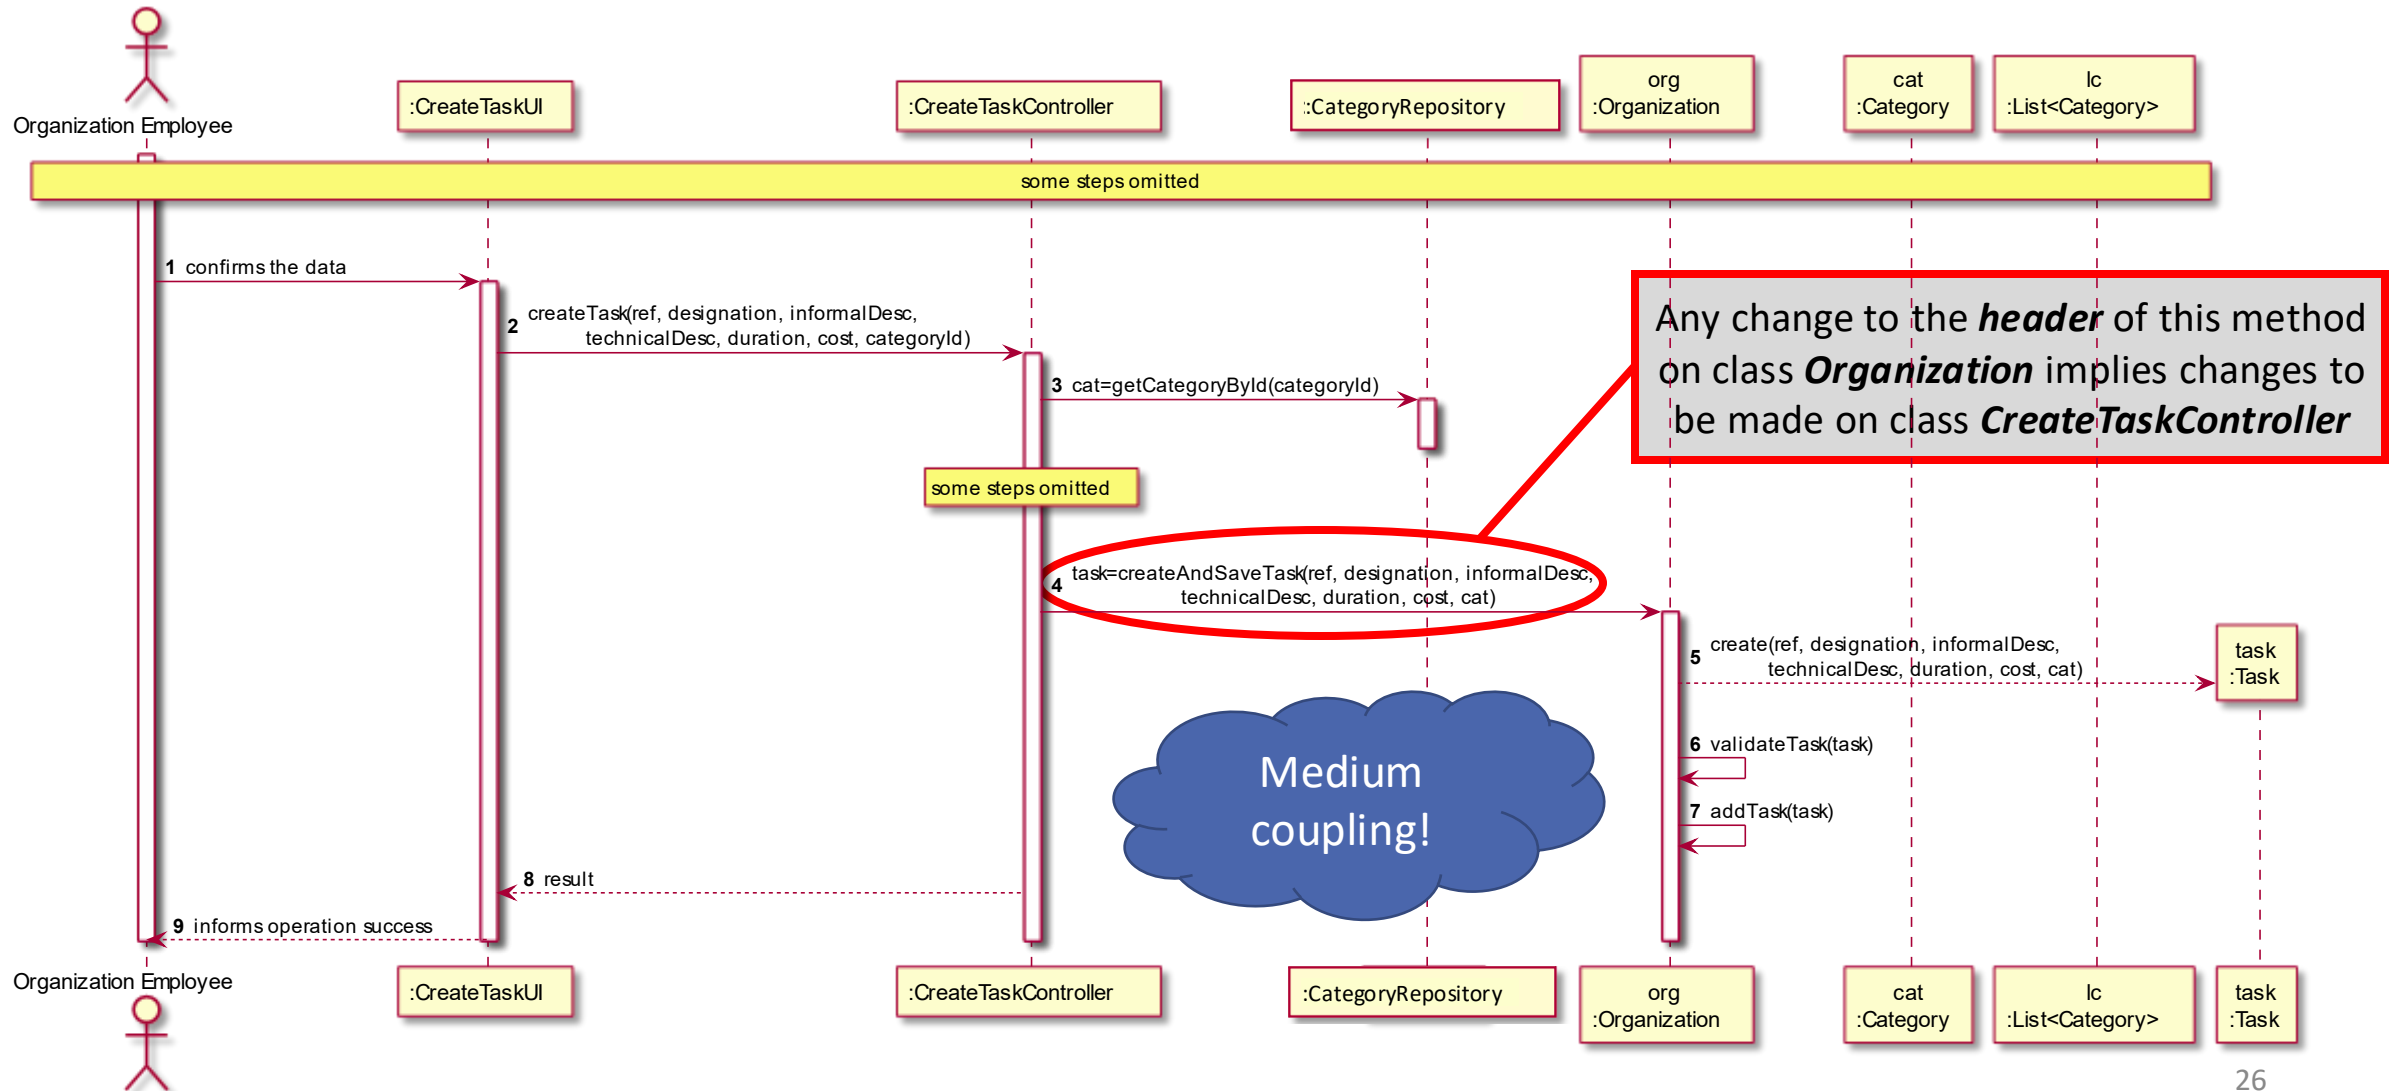 Organization Employee
:CreateTaskUI
:CreateTaskController
::CategoryRepository
org
:Organization
cat
:Category
lc
:List<Category>
some steps omitted
1 confirms the data
2 createTask(ref, designation, informalDesc,
technicalDesc, duration, cost, categoryId)
3 cat=getCategoryById(categoryId)
Any change to the header of this method
on class Organization implies changes to
be made on class CreateTaskController
some steps omitted
4 task=createAndSaveTask(ref, designation, informalDesc,
technicalDesc, duration, cost, cat)
5 create(ref, designation, informalDesc,
technicalDesc, duration, cost, cat)
task
:Task
6 validateTask(task)
7 addTask(task)
Medium
coupling!
8 result
9 informs operation success
Organization Employee
:CreateTaskUI
:CreateTaskController
:CategoryRepository
org
:Organization
cat
:Category
lc
:List<Category>
task
:Task
26